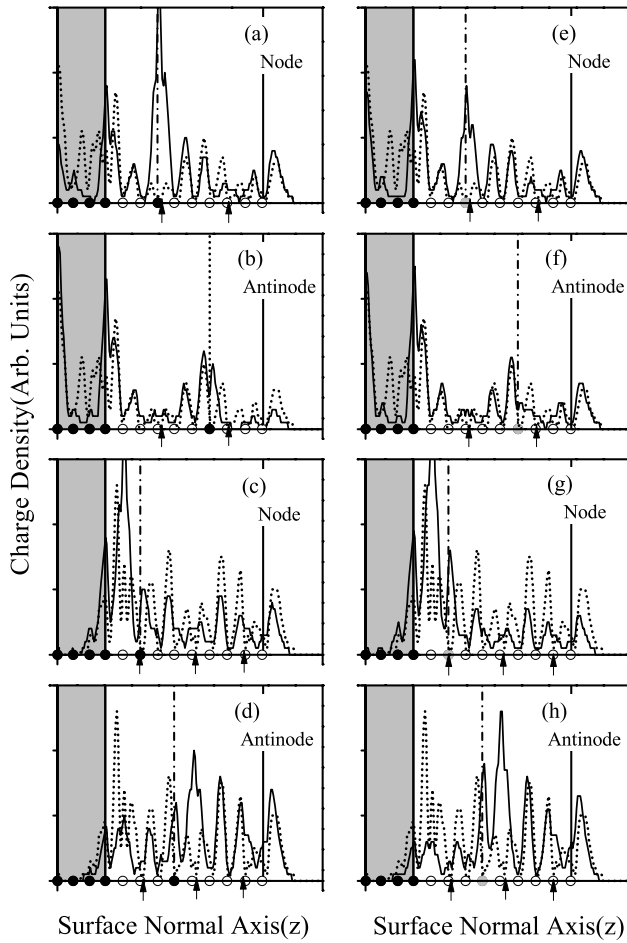 (a)
Node
(e)
Node
(b)
Antinode
(f)
Antinode
(c)
Node
(g)
Node
(d)
Antinode
(h)
Antinode
Charge Density(Arb. Units)
Surface Normal Axis(z)
Surface Normal Axis(z)